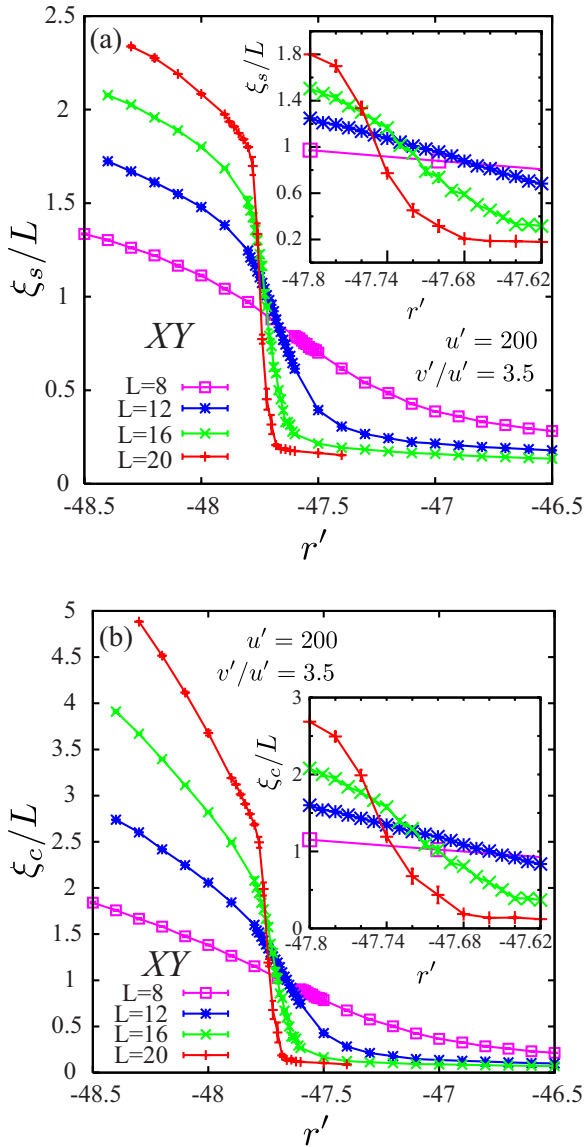 (a)
ξs/L
2.5
2
1.5
1
0.5
0
-48.5 -48 -47.5 -47 -46.5
r'
XY
L=8
L=12
L=16
L=20
u' = 200
v'/u' = 3.5
ξs/L
1.8
1.4
1
0.6
0.2
-47.8 -47.74 -47.68 -47.62
r'
(b)
ξc/L
5
4.5
4
3.5
3
2.5
2
1.5
1
0.5
0
-48.5 -48 -47.5 -47 -46.5
r'
u' = 200
v'/u' = 3.5
XY
L=8
L=12
L=16
L=20
ξc/L
3
2
1
0
-47.8 -47.74 -47.68 -47.62
r'